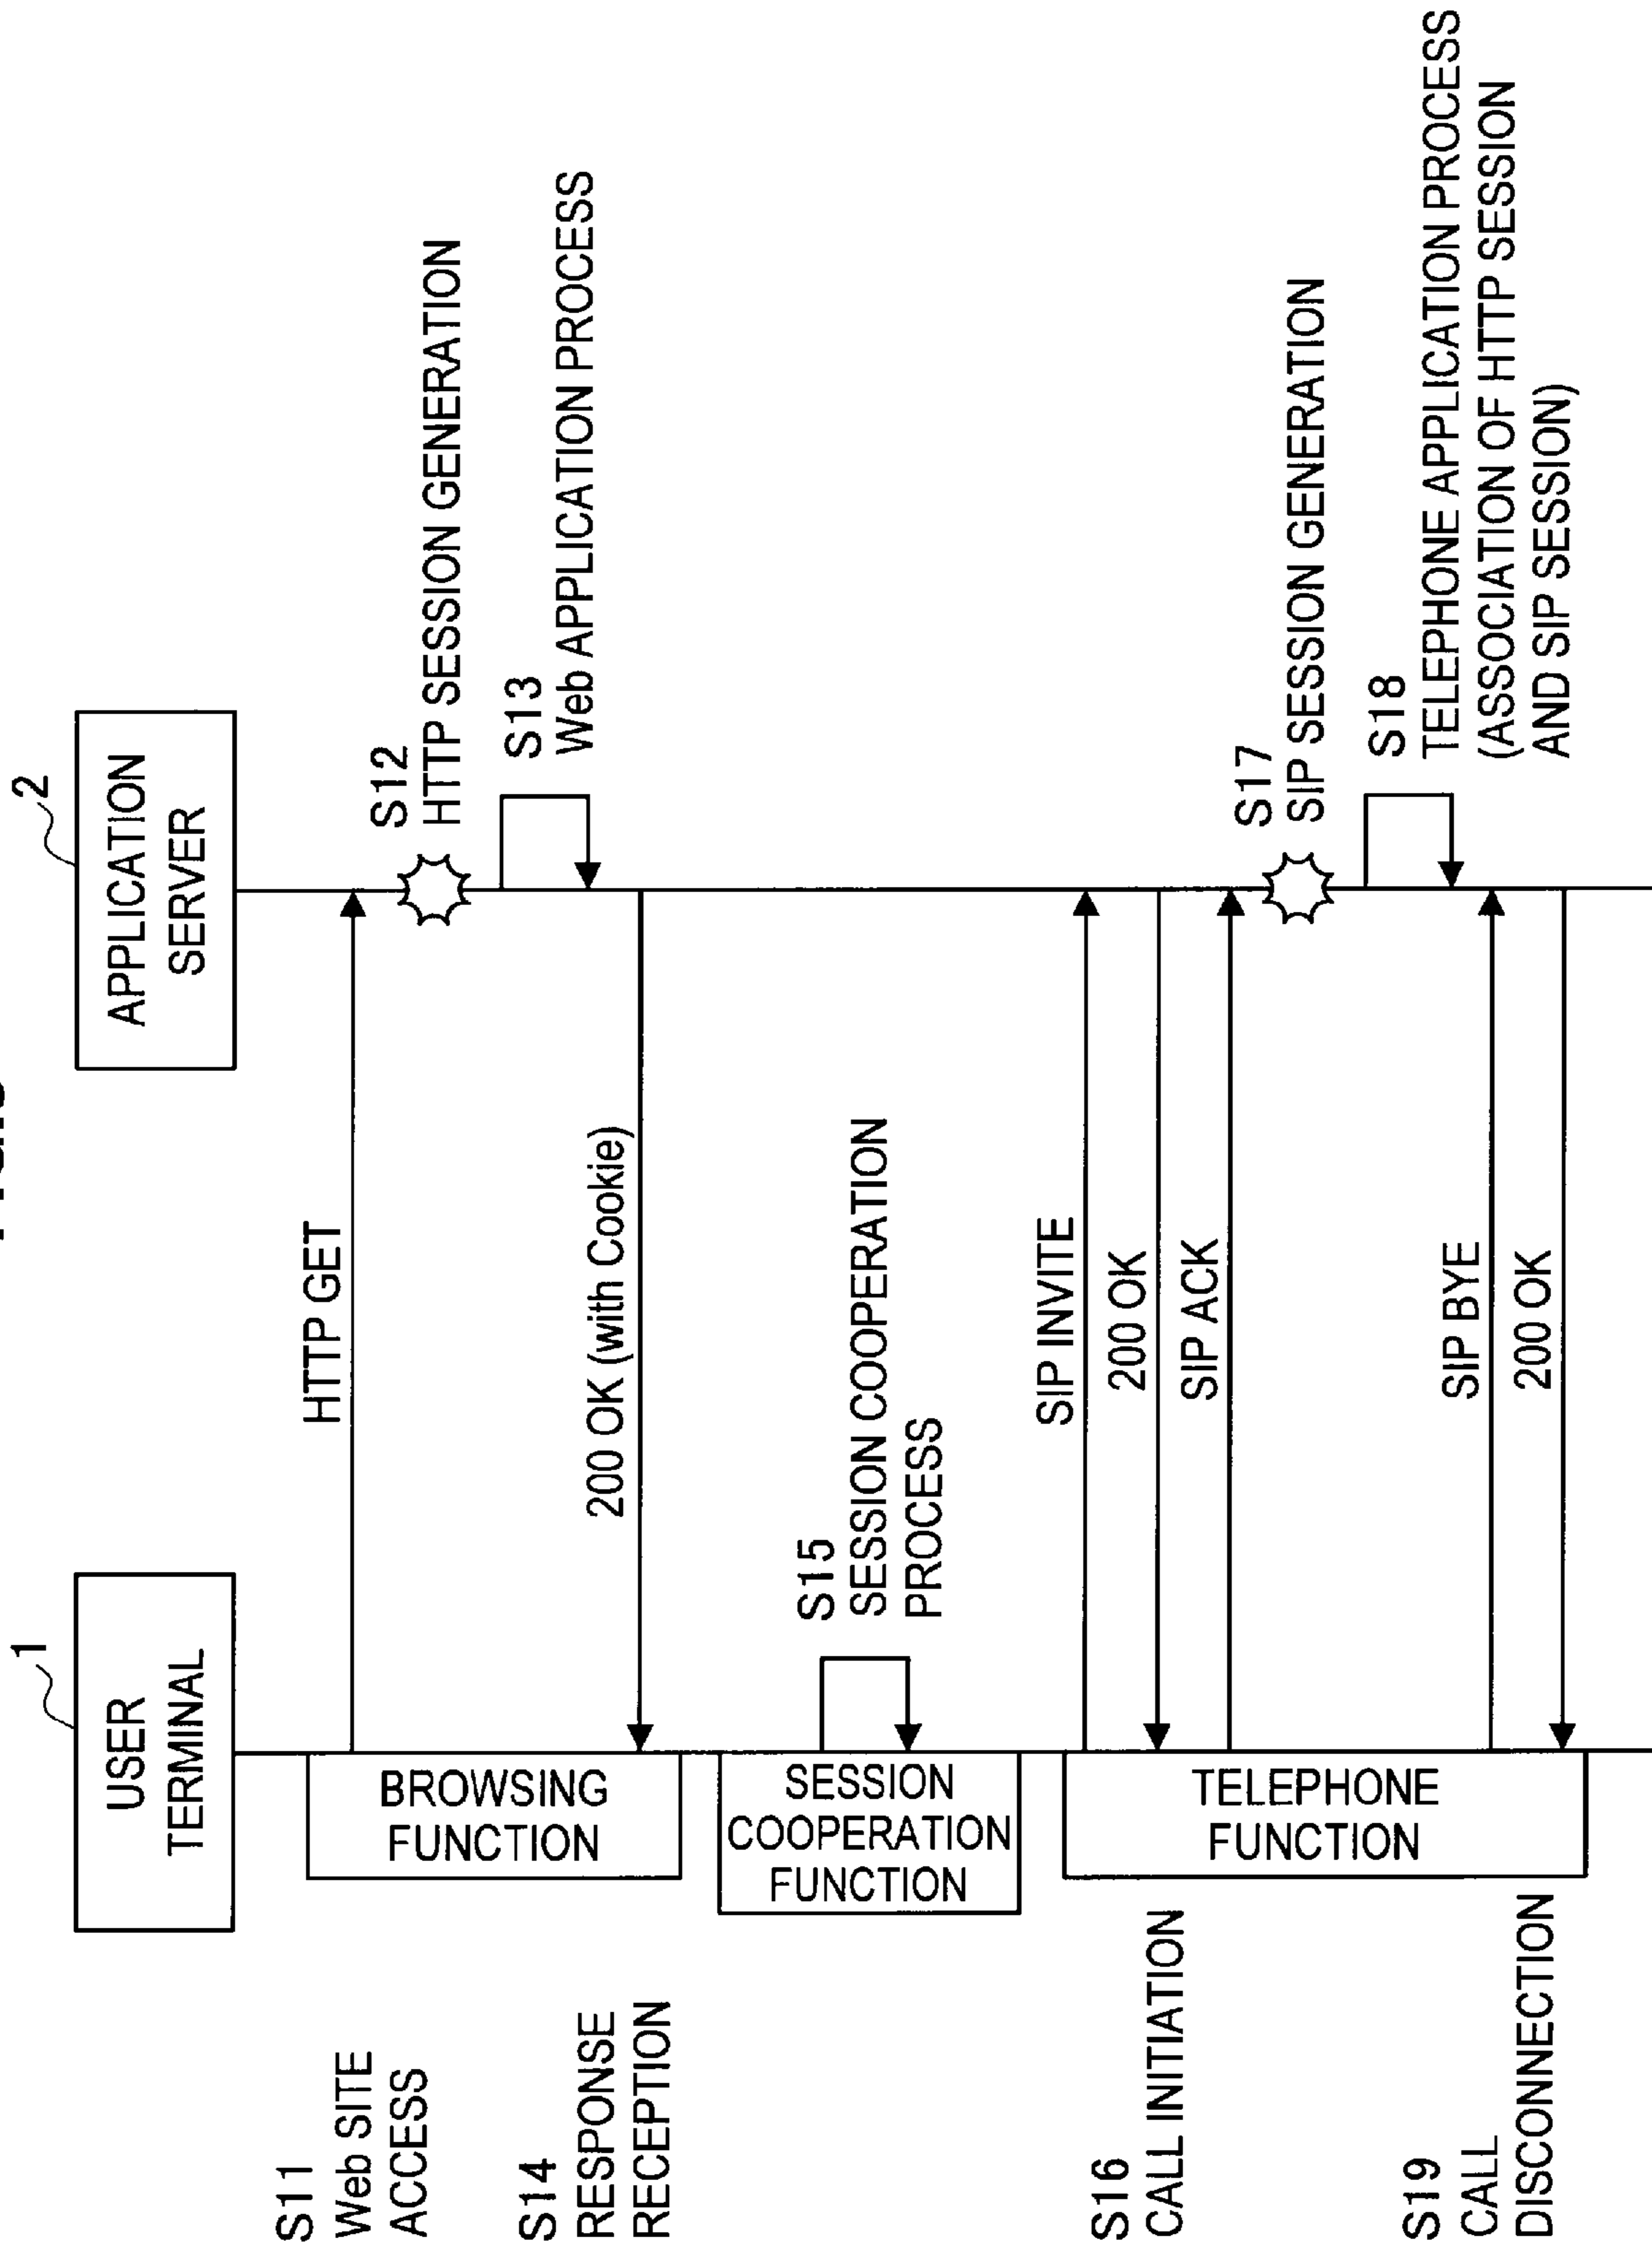 1
USER
TERMINAL
2
APPLICATION
SERVER
S11
Web SITE
ACCESS
HTTP GET
S12
HTTP SESSION GENERATION
S13
Web APPLICATION PROCESS
BROWSING
FUNCTION
S14
RESPONSE
RECEPTION
200 OK (with Cookie)
SESSION
COOPERATION
FUNCTION
S15
SESSION COOPERATION
PROCESS
S16
CALL INITIATION
SIP INVITE
200 OK
SIP ACK
TELEPHONE
FUNCTION
S17
SIP SESSION GENERATION
S18
TELEPHONE APPLICATION PROCESS
(ASSOCIATION OF HTTP SESSION
AND SIP SESSION)
S19
CALL
DISCONNECTION
SIP BYE
200 OK